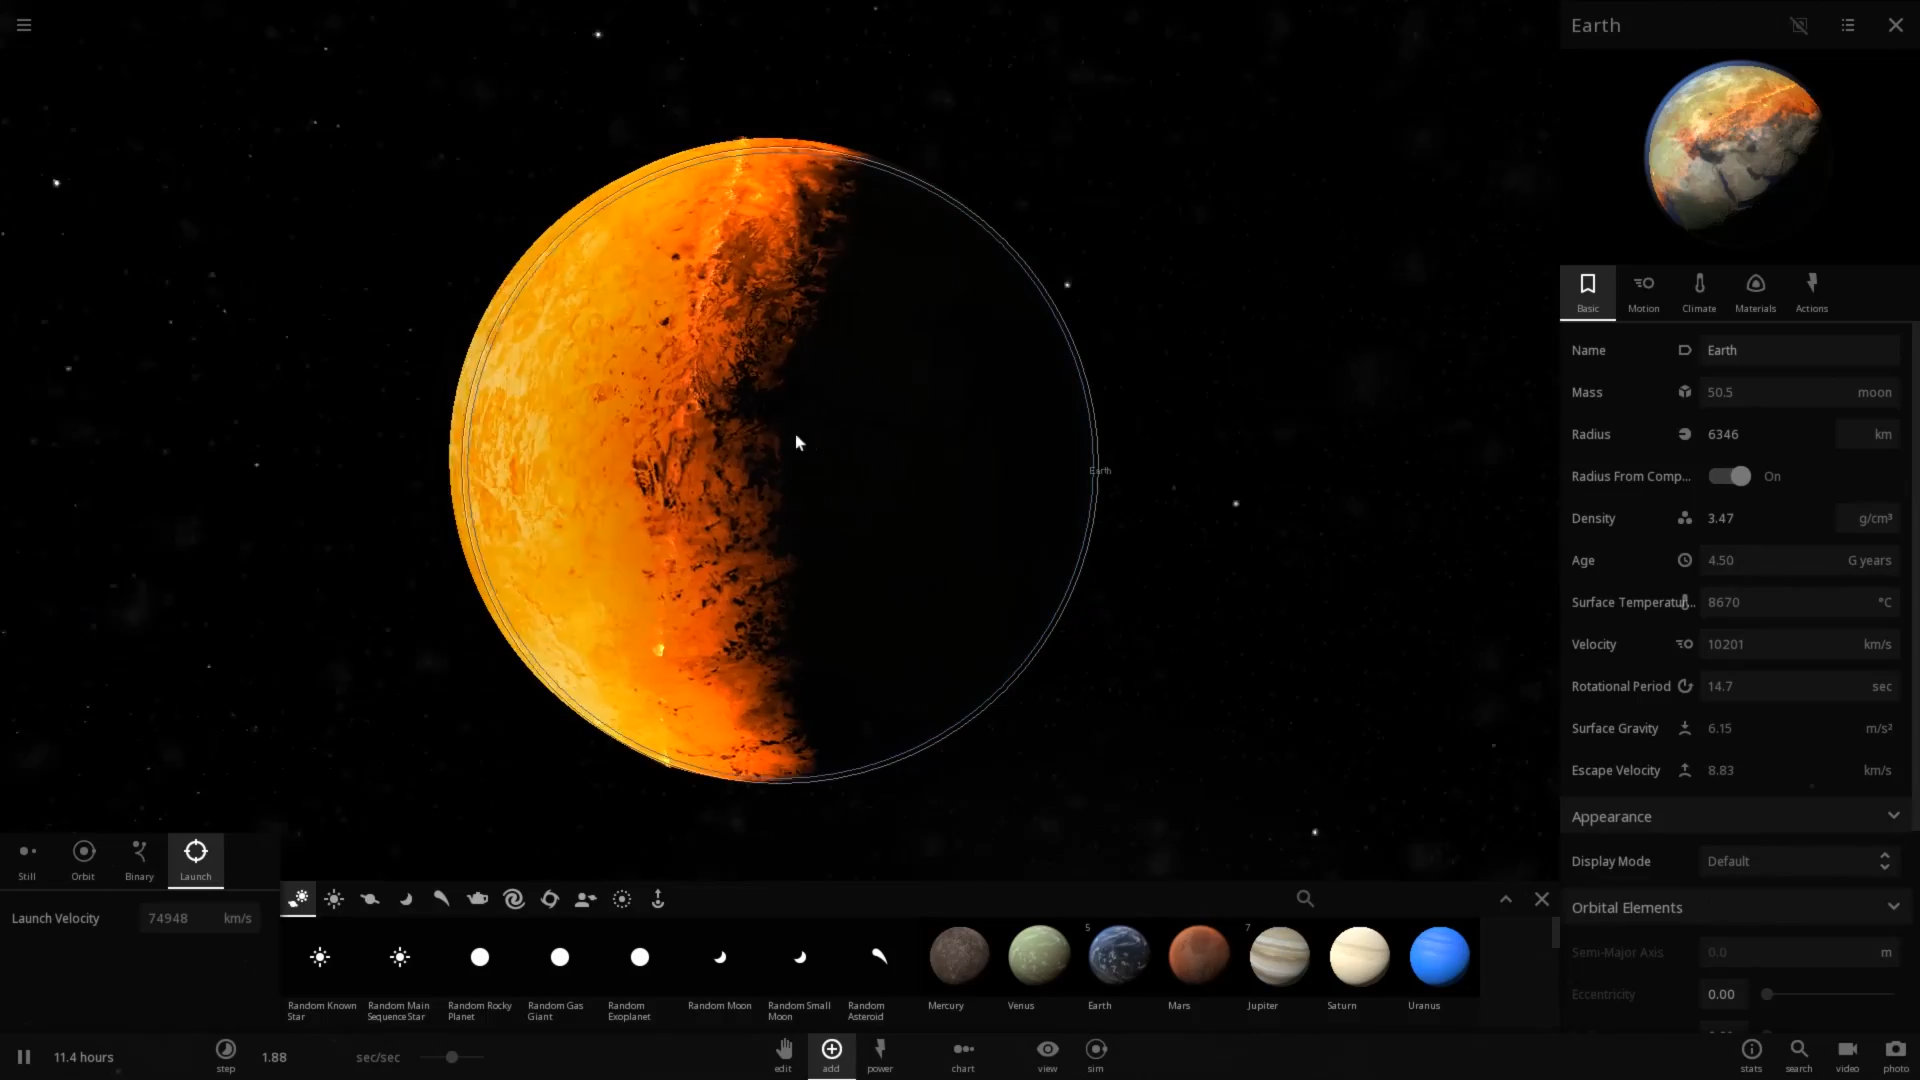 Earth
Basic
Motion
Climate
Materials
Actions
Name Earth
Mass 50.5 moon
Radius 6346 km
Radius From Comp... On
Density 3.47 g/cm³
Age 4.50 G years
Surface Temperatur... 8670 °C
Velocity 10201 km/s
Rotational Period 14.7 sec
Surface Gravity 6.15 m/s²
Escape Velocity 8.83 km/s
Appearance
Display Mode Default
Orbital Elements
Semi-Major Axis 0.0 m
Eccentricity 0.00
Earth
Still
Orbit
Binary
Launch
Launch Velocity 74948 km/s
5
7
Random Known
Star
Random Main
Sequence Star
Random Rocky
Planet
Random Gas
Giant
Random
Exoplanet
Random Moon
Random Small
Moon
Random
Asteroid
Mercury
Venus
Earth
Mars
Jupiter
Saturn
Uranus
11.4 hours
step
1.88 sec/sec
edit
add
power
chart
view
sim
stats
search
video
photo